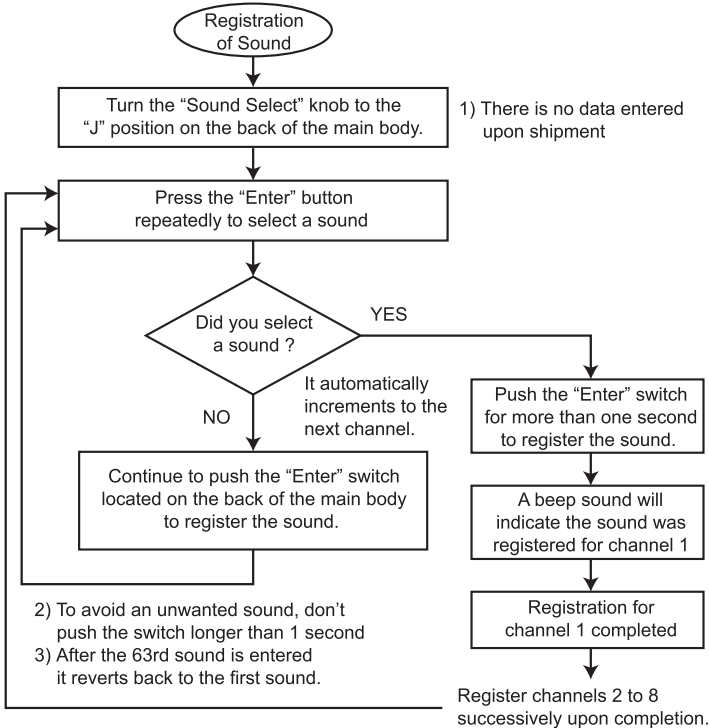 Registration
of Sound
Turn the “Sound Select” knob to the
“J” position on the back of the main body.
1) There is no data entered
upon shipment
Press the “Enter” button
repeatedly to select a sound
Did you select
a sound ?
YES
It automatically
increments to the
next channel.
NO
Push the “Enter” switch
for more than one second
to register the sound.
Continue to push the “Enter” switch
located on the back of the main body
to register the sound.
A beep sound will
indicate the sound was
registered for channel 1
2) To avoid an unwanted sound, don’t
push the switch longer than 1 second
3) After the 63rd sound is entered
it reverts back to the first sound.
Registration for
channel 1 completed
Register channels 2 to 8
successively upon completion.